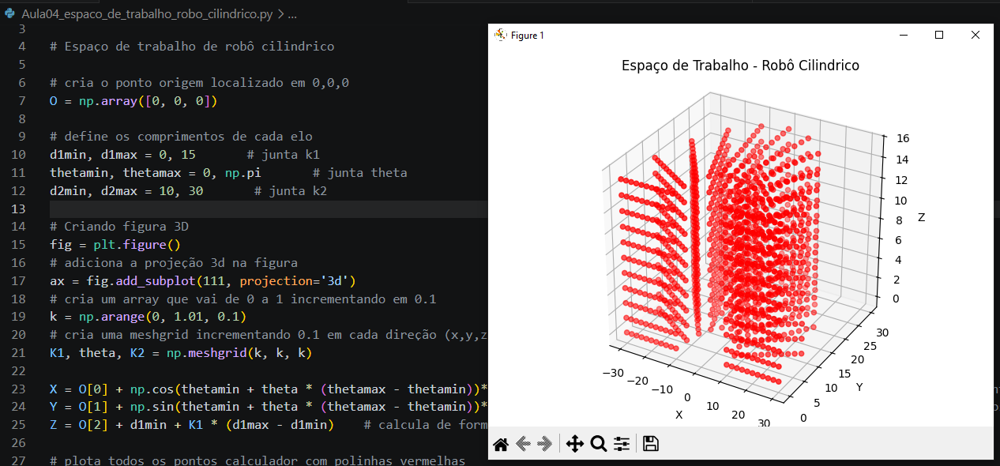 Aula04_espaco_de_trabalho_robo_cilindrico.py > ...
3
4 # Espaço de trabalho de robô cilindrico
5
6 # cria o ponto origem localizado em 0,0,0
7 O = np.array([0, 0, 0])
8
9 # define os comprimentos de cada elo
10 d1min, d1max = 0, 15 # junta k1
11 thetamin, thetamax = 0, np.pi # junta theta
12 d2min, d2max = 10, 30 # junta k2
13
14 # Criando figura 3D
15 fig = plt.figure()
16 # adiciona a projeção 3d na figura
17 ax = fig.add_subplot(111, projection='3d')
18 # cria um array que vai de 0 a 1 incrementando em 0.1
19 k = np.arange(0, 1.01, 0.1)
20 # cria uma meshgrid incrementando 0.1 em cada direção (x,y,z
21 K1, theta, K2 = np.meshgrid(k, k, k)
22
23 X = O[0] + np.cos(thetamin + theta * (thetamax - thetamin))*
24 Y = O[1] + np.sin(thetamin + theta * (thetamax - thetamin))*
25 Z = O[2] + d1min + K1 * (d1max - d1min) # calcula de form
26
27 # plota todos os pontos calculador com polinhas vermelhas
Figure 1
Espaço de Trabalho - Robô Cilindrico
16
14
12
10
8
6
4
2
0
Z
−30
−20
−10
0
10
20
30
X
0
5
10
15
20
25
30
Y